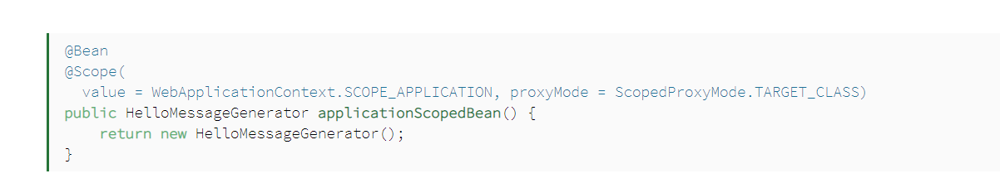 @Bean
@Scope(
  value = WebApplicationContext.SCOPE_APPLICATION, proxyMode = ScopedProxyMode.TARGET_CLASS)
public HelloMessageGenerator applicationScopedBean() {
    return new HelloMessageGenerator();
}